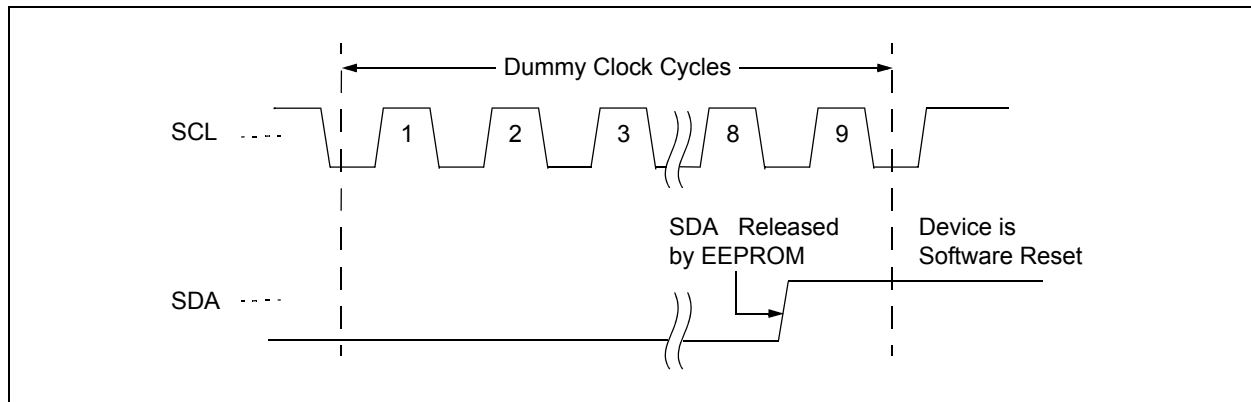 Dummy Clock Cycles
SCL
1 2 3 8 9
SDA Released
by EEPROM
Device is
Software Reset
SDA